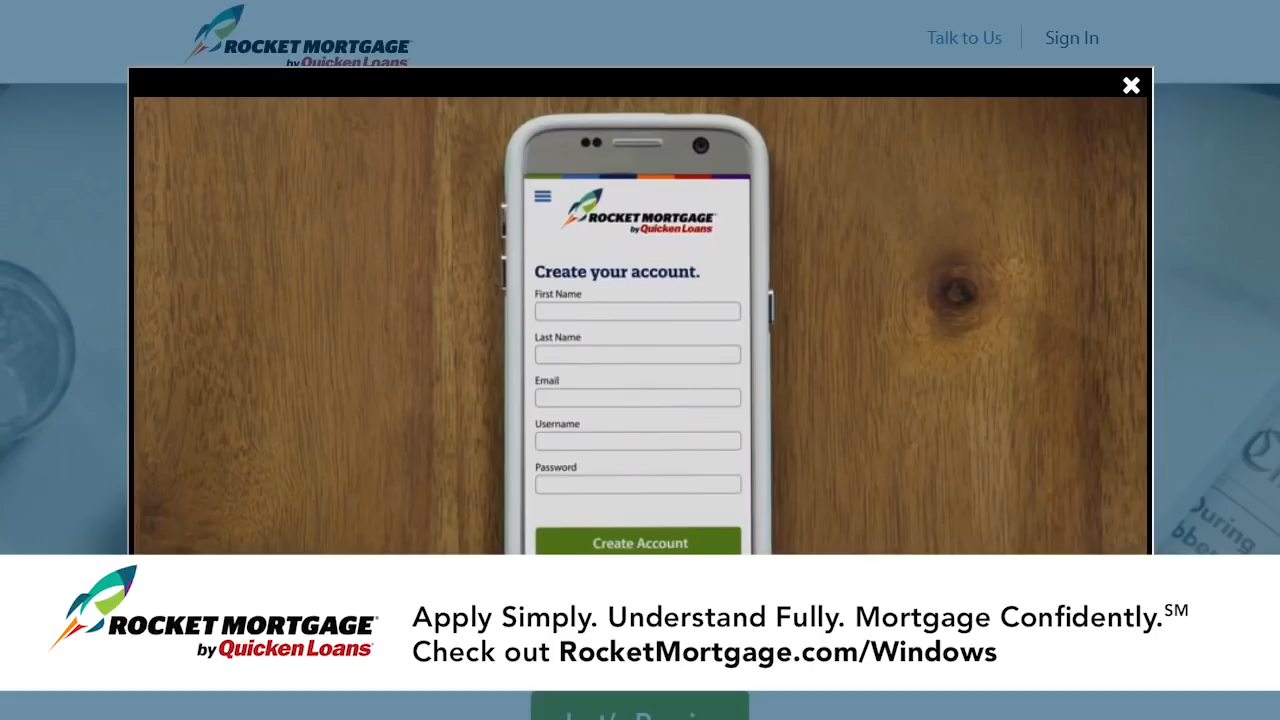 ROCKET MORTGAGE
by Quicken Loans
Talk to Us
Sign In
ROCKET MORTGAGE
by Quicken Loans
Create your account.
First Name
Last Name
Email
Username
Password
Create Account
During
ROCKET MORTGAGE
by Quicken Loans
Apply Simply. Understand Fully. Mortgage Confidently.SM
Check out RocketMortgage.com/Windows